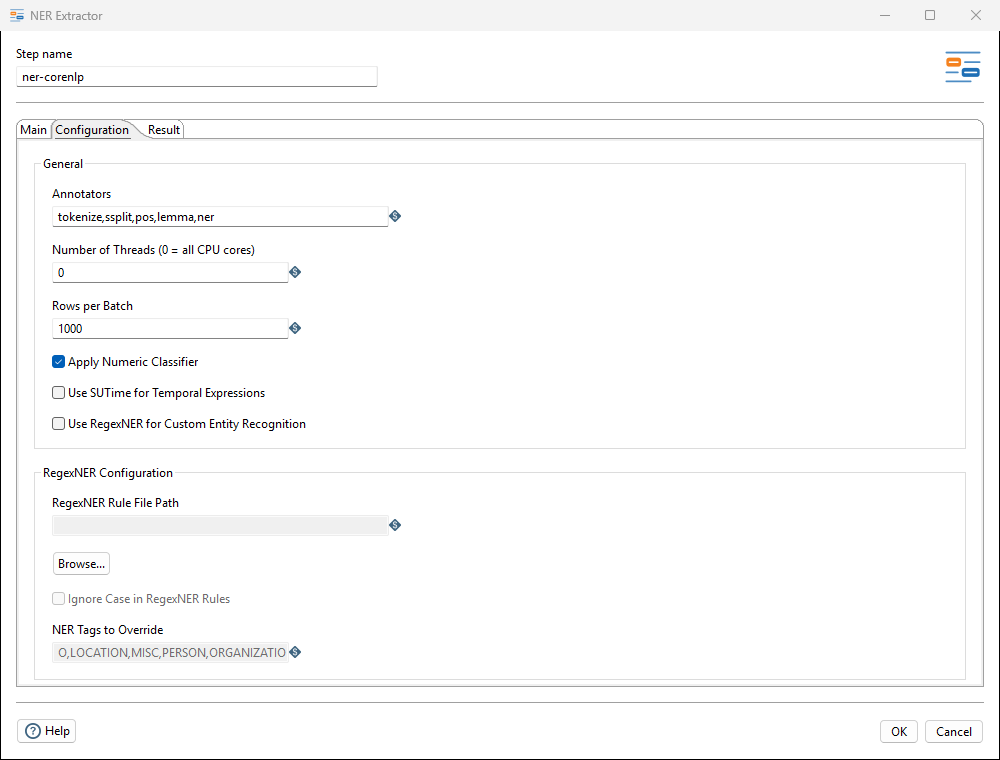 NER Extractor
Step name
ner-corenlp
Main Configuration Result
General
Annotators
tokenize,ssplit,pos,lemma,ner
Number of Threads (0 = all CPU cores)
0
Rows per Batch
1000
Apply Numeric Classifier
Use SUTime for Temporal Expressions
Use RegexNER for Custom Entity Recognition
RegexNER Configuration
RegexNER Rule File Path
Browse...
Ignore Case in RegexNER Rules
NER Tags to Override
O,LOCATION,MISC,PERSON,ORGANIZATIO
Help OK Cancel